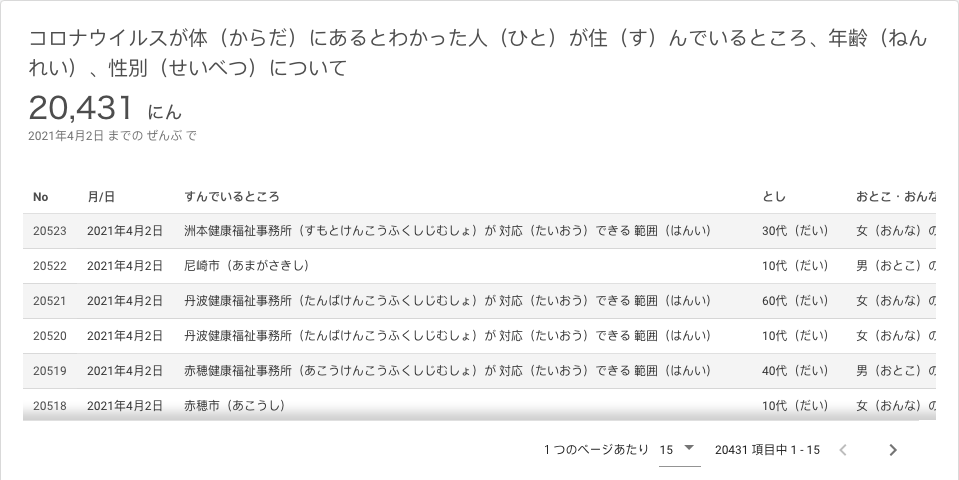 コロナウイルスが体（からだ）にあるとわかった人（ひと）が住（す）んでいるところ、年齢（ねん
れい）、性別（せいべつ）について
20,431 にん
2021年4月2日 までの ぜんぶ で
No 月/日 すんでいるところ とし おとこ・おんな
20523 2021年4月2日 洲本健康福祉事務所（すもとけんこうふくしじむしょ）が 対応（たいおう）できる 範囲（はんい） 30代（だい） 女（おんな）の
20522 2021年4月2日 尼崎市（あまがさきし） 10代（だい） 男（おとこ）の
20521 2021年4月2日 丹波健康福祉事務所（たんばけんこうふくしじむしょ）が 対応（たいおう）できる 範囲（はんい） 60代（だい） 女（おんな）の
20520 2021年4月2日 丹波健康福祉事務所（たんばけんこうふくしじむしょ）が 対応（たいおう）できる 範囲（はんい） 10代（だい） 女（おんな）の
20519 2021年4月2日 赤穂健康福祉事務所（あこうけんこうふくしじむしょ）が 対応（たいおう）できる 範囲（はんい） 40代（だい） 男（おとこ）の
20518 2021年4月2日 赤穂市（あこうし） 10代（だい） 女（おんな）の
1 つのページあたり 15 20431 項目中 1 - 15